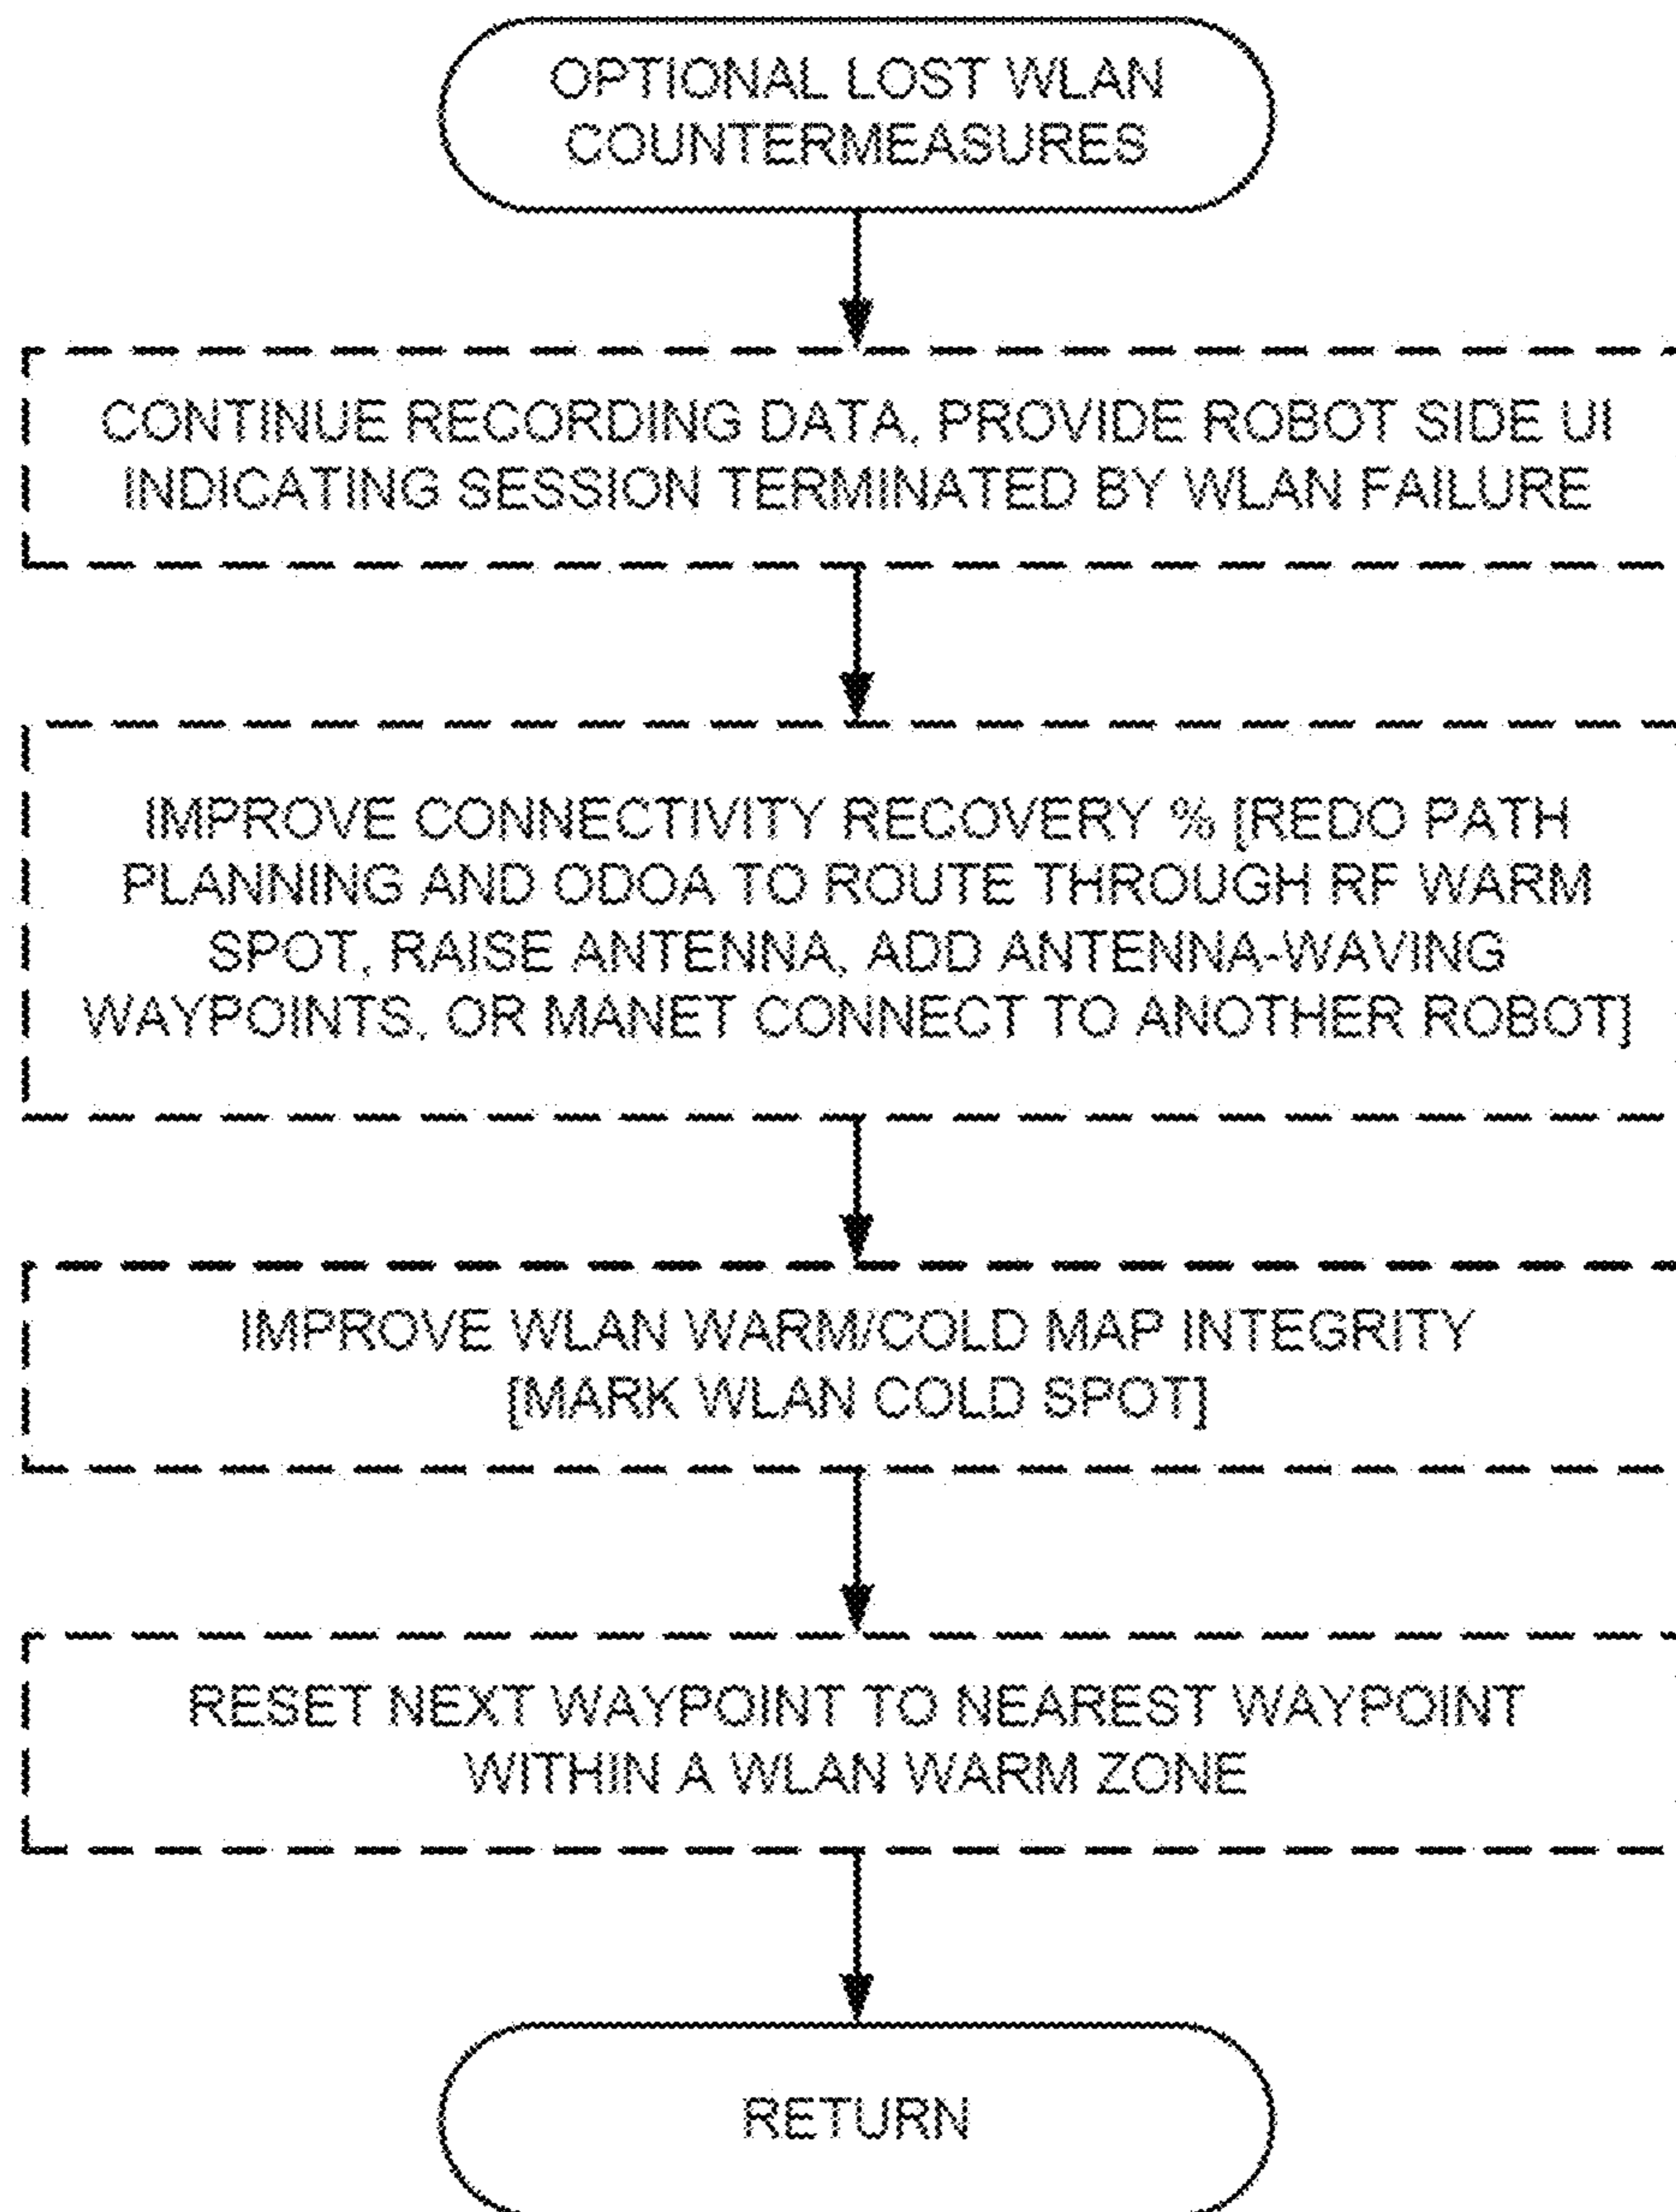 OPTIONAL LOST WLAN
COUNTERMEASURES
CONTINUE RECORDING DATA, PROVIDE ROBOT SIDE UI
INDICATING SESSION TERMINATED BY WLAN FAILURE
IMPROVE CONNECTIVITY RECOVERY % [REDO PATH
PLANNING AND ODOA TO ROUTE THROUGH RF WARM
SPOT, RAISE ANTENNA, ADD ANTENNA-WAVING
WAYPOINTS, OR MANET CONNECT TO ANOTHER ROBOT]
IMPROVE WLAN WARM/COLD MAP INTEGRITY
[MARK WLAN COLD SPOT]
RESET NEXT WAYPOINT TO NEAREST WAYPOINT
WITHIN A WLAN WARM ZONE
RETURN